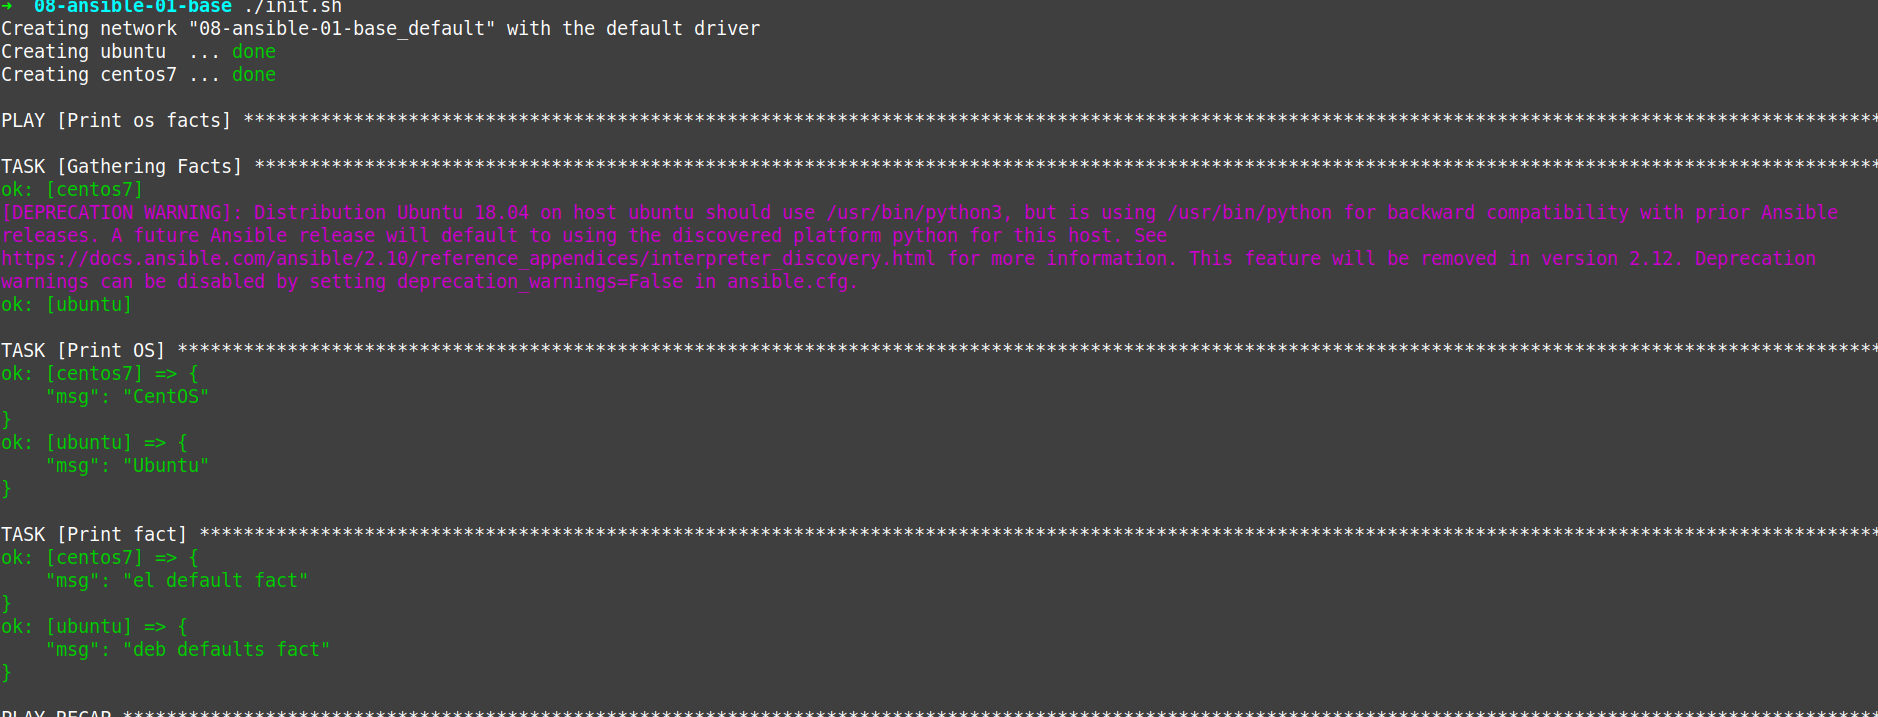 ➜  08-ansible-01-base ./init.sh
Creating network "08-ansible-01-base_default" with the default driver
Creating ubuntu  ... done
Creating centos7 ... done
PLAY [Print os facts] ******************************************************************************************************************************************************
TASK [Gathering Facts] *****************************************************************************************************************************************************
ok: [centos7]
[DEPRECATION WARNING]: Distribution Ubuntu 18.04 on host ubuntu should use /usr/bin/python3, but is using /usr/bin/python for backward compatibility with prior Ansible
releases. A future Ansible release will default to using the discovered platform python for this host. See
https://docs.ansible.com/ansible/2.10/reference_appendices/interpreter_discovery.html for more information. This feature will be removed in version 2.12. Deprecation
warnings can be disabled by setting deprecation_warnings=False in ansible.cfg.
ok: [ubuntu]
TASK [Print OS] ************************************************************************************************************************************************************
ok: [centos7] => {
    "msg": "CentOS"
}
ok: [ubuntu] => {
    "msg": "Ubuntu"
}
TASK [Print fact] **********************************************************************************************************************************************************
ok: [centos7] => {
    "msg": "el default fact"
}
ok: [ubuntu] => {
    "msg": "deb defaults fact"
}
PLAY RECAP *****************************************************************************************************************************************************************